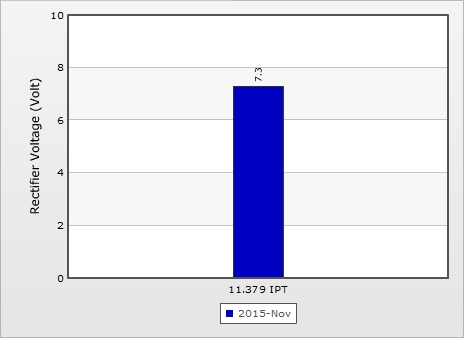 10
8
6
4
2
0
Rectifier Voltage (Volt)
7.3
11.379 IPT
2015-Nov